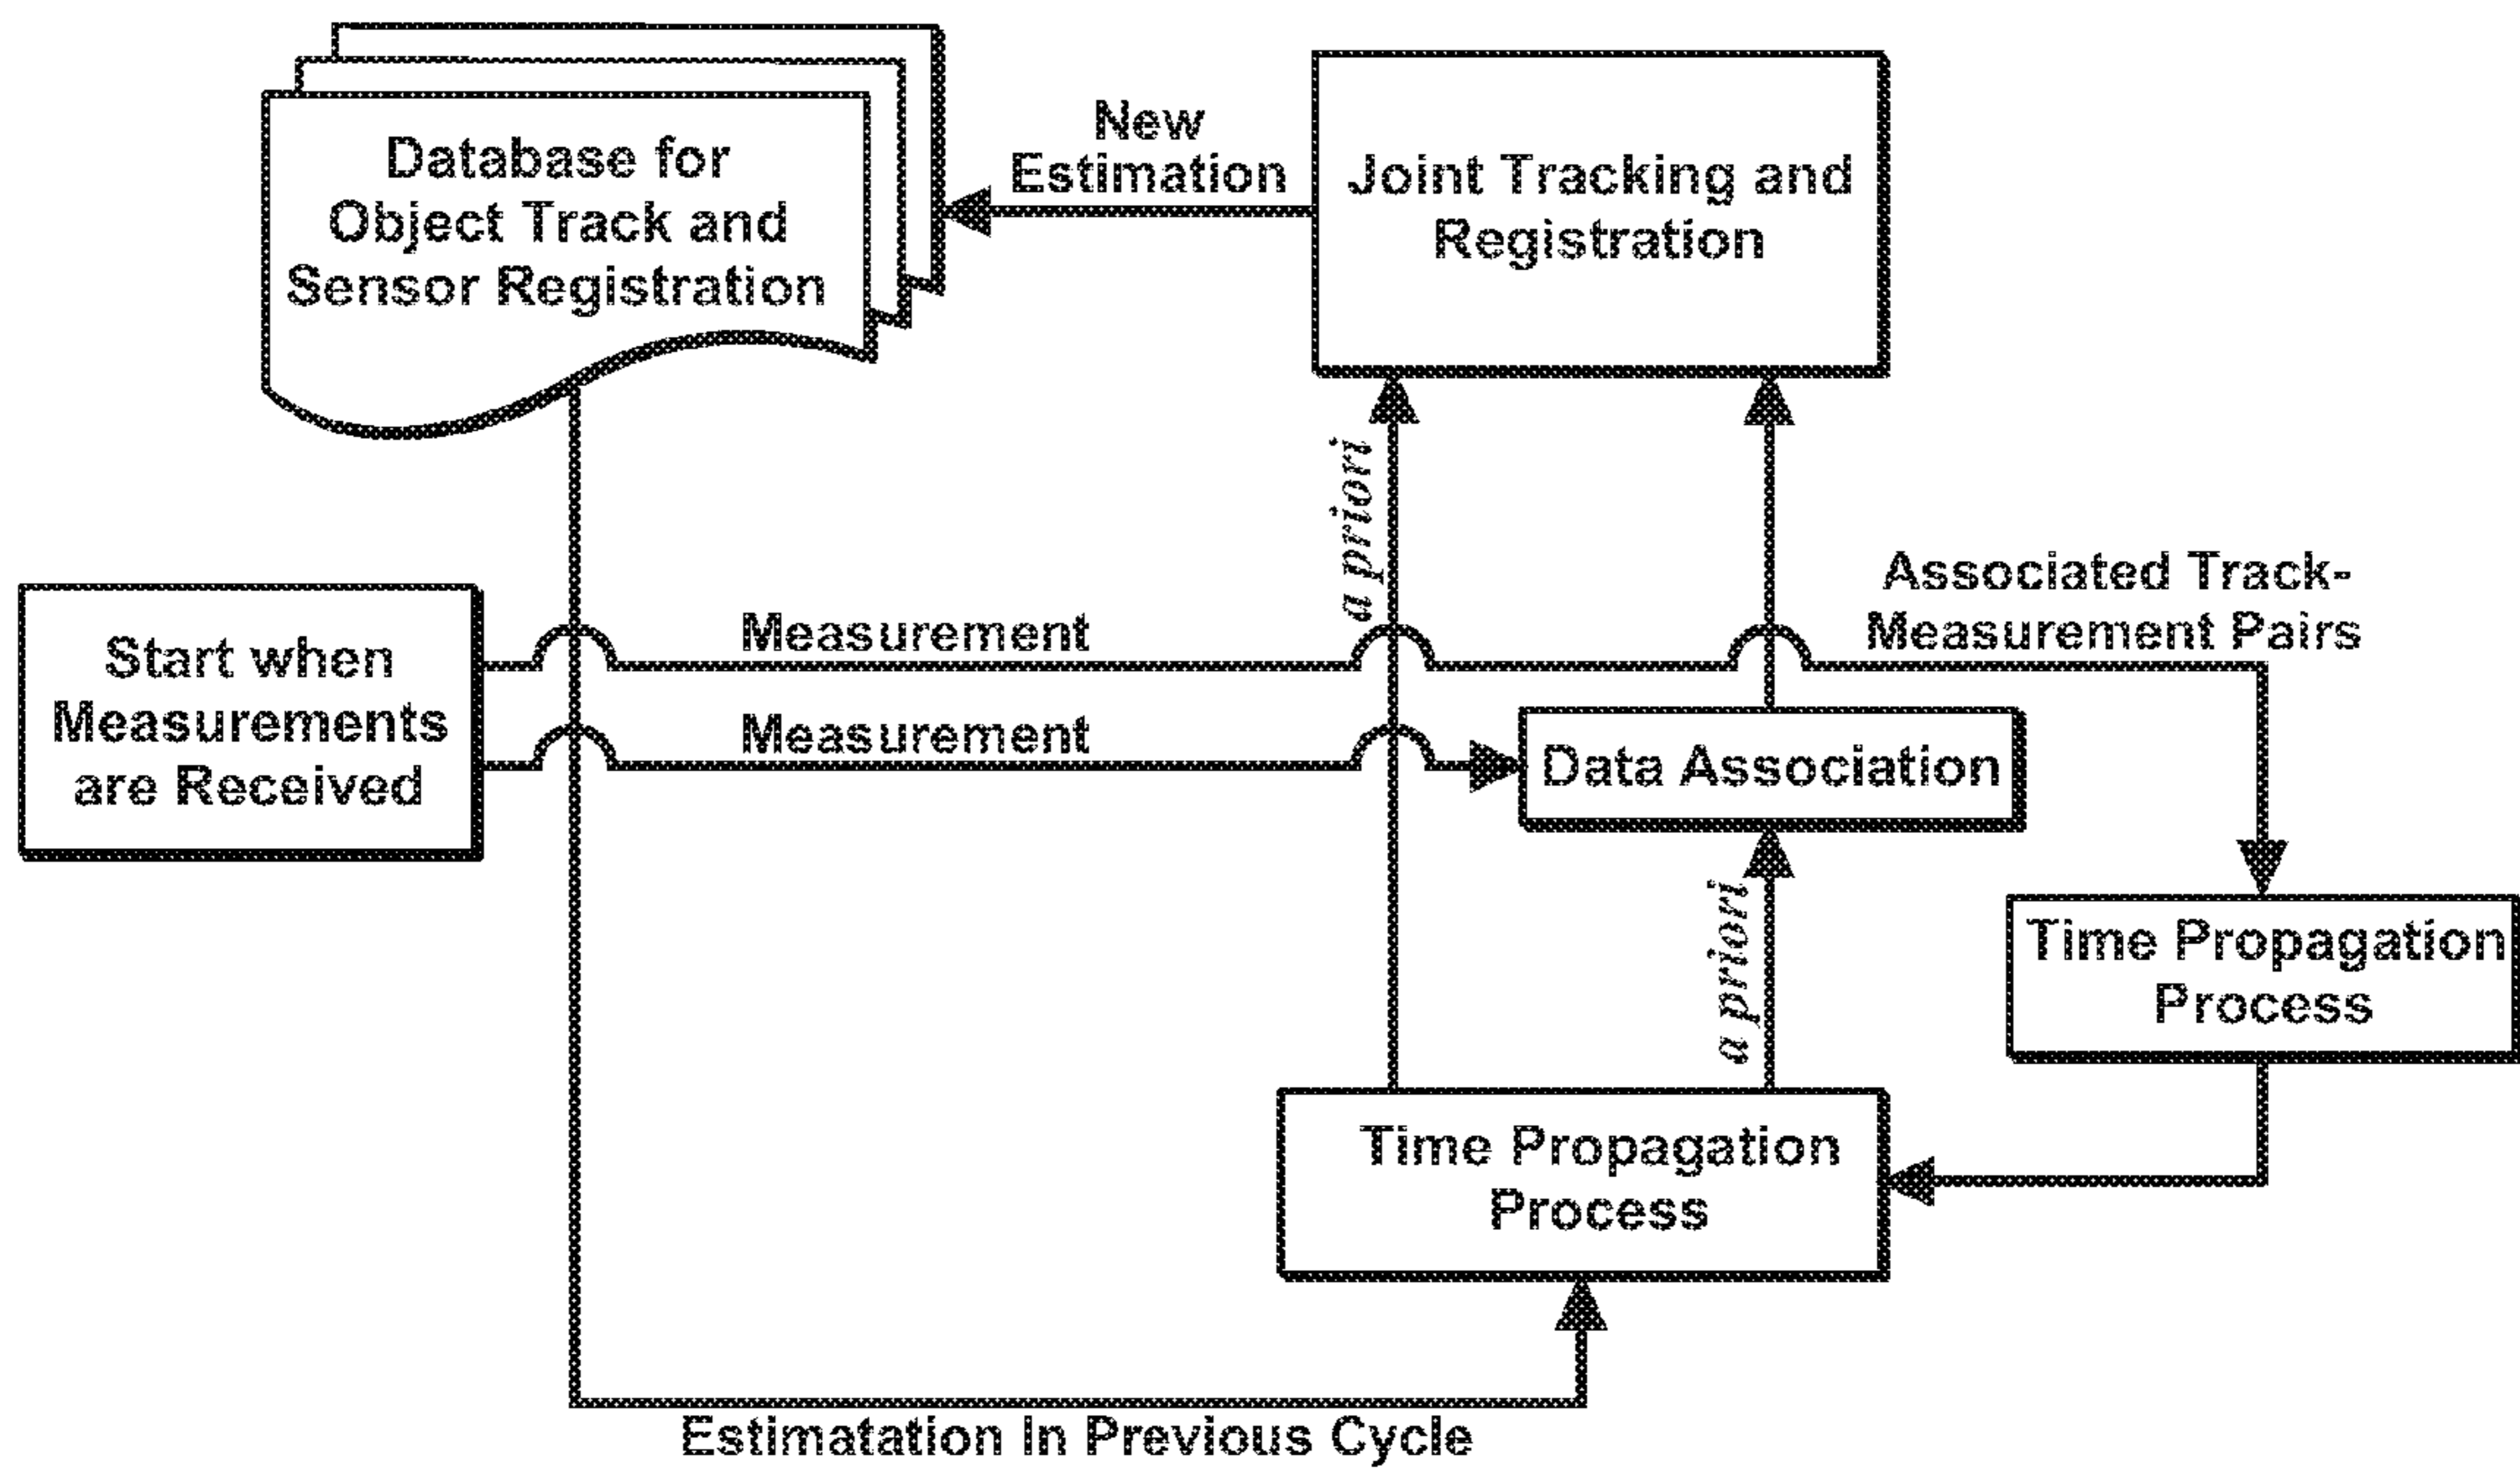 Database for
Object Track and
Sensor Registration
New
Estimation
Joint Tracking and
Registration
a priori
Associated Track-
Measurement Pairs
Start when
Measurements
are Received
Measurement
Measurement
Data Association
a priori
Time Propagation
Process
Time Propagation
Process
Estimatation In Previous Cycle